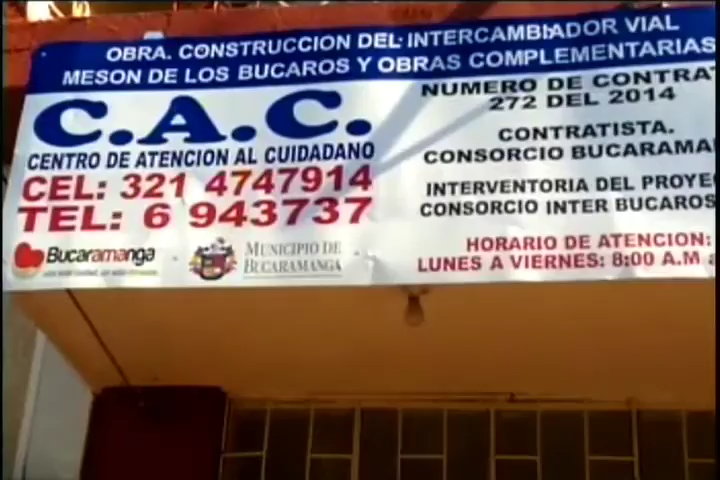 OBRA. CONSTRUCCION DEL INTERCAMBIADOR VIAL
MESON DE LOS BUCAROS Y OBRAS COMPLEMENTARIAS
C.A.C.
CENTRO DE ATENCION AL CUIDADANO
CEL: 321 4747914
TEL: 6 943737
Bucaramanga
MUNICIPIO DE
BUCARAMANGA
NUMERO DE CONTRAT
272 DEL 2014
CONTRATISTA.
CONSORCIO BUCARAMA
INTERVENTORIA DEL PROYE
CONSORCIO INTER BUCAROS
HORARIO DE ATENCION:
LUNES A VIERNES: 8:00 A.M